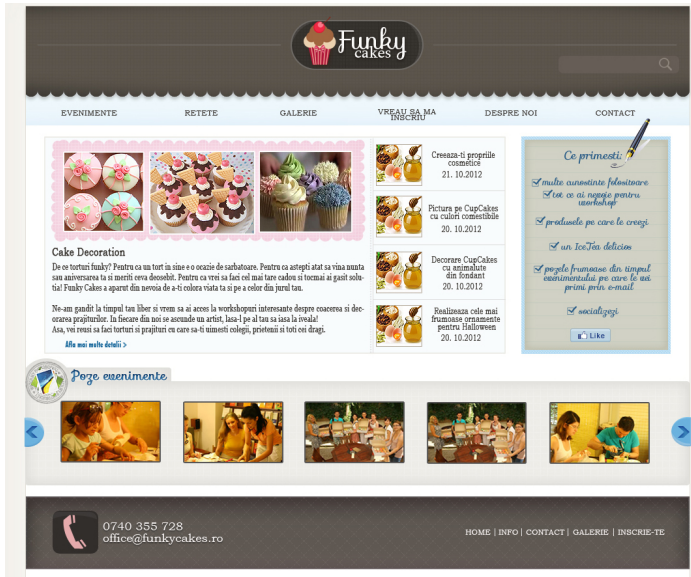 Funky
cakes
EVENIMENTE
RETETE
GALERIE
VREAU SA MA
INSCRIU
DESPRE NOI
CONTACT
Cake Decoration
De ce torturi funky? Pentru ca un tort in sine e o ocazie de sarbatoare. Pentru ca astepti atat sa vina nunta
sau aniversarea ta si meriti ceva deosebit. Pentru ca vrei sa faci cel mai tare cadou si tocmai ai gasit solu-
tia! Funky Cakes a aparut din nevoia de a-ti colora viata ta si pe a celor din jurul tau.
Ne-am gandit la timpul tau liber si vrem sa ai acces la workshopuri interesante despre coacerea si dec-
orarea prajiturilor. In fiecare din noi se ascunde un artist, lasa-l pe al tau sa iasa la iveala!
Asa, vei reusi sa faci torturi si prajituri cu care sa-ti uimesti colegii, prietenii si toti cei dragi.
Afla mai multe detalii >
Creeaza-ti propriile
cosmetice
21. 10.2012
Pictura pe CupCakes
cu culori comestibile
20. 10.2012
Decorare CupCakes
cu animalute
din fondant
20. 10.2012
Realizeaza cele mai
frumoase ornamente
pentru Halloween
20. 10.2012
Ce primesti:
multe cunostinte folositoare
tot ce ai nevoie pentru
workshop
produsele pe care le creezi
un IceTea delicios
pozele frumoase din timpul
evenimentului pe care le vei
primi prin e-mail
socializezi
Like
Poze evenimente
0740 355 728
office@funkycakes.ro
HOME | INFO | CONTACT | GALERIE | INSCRIE-TE